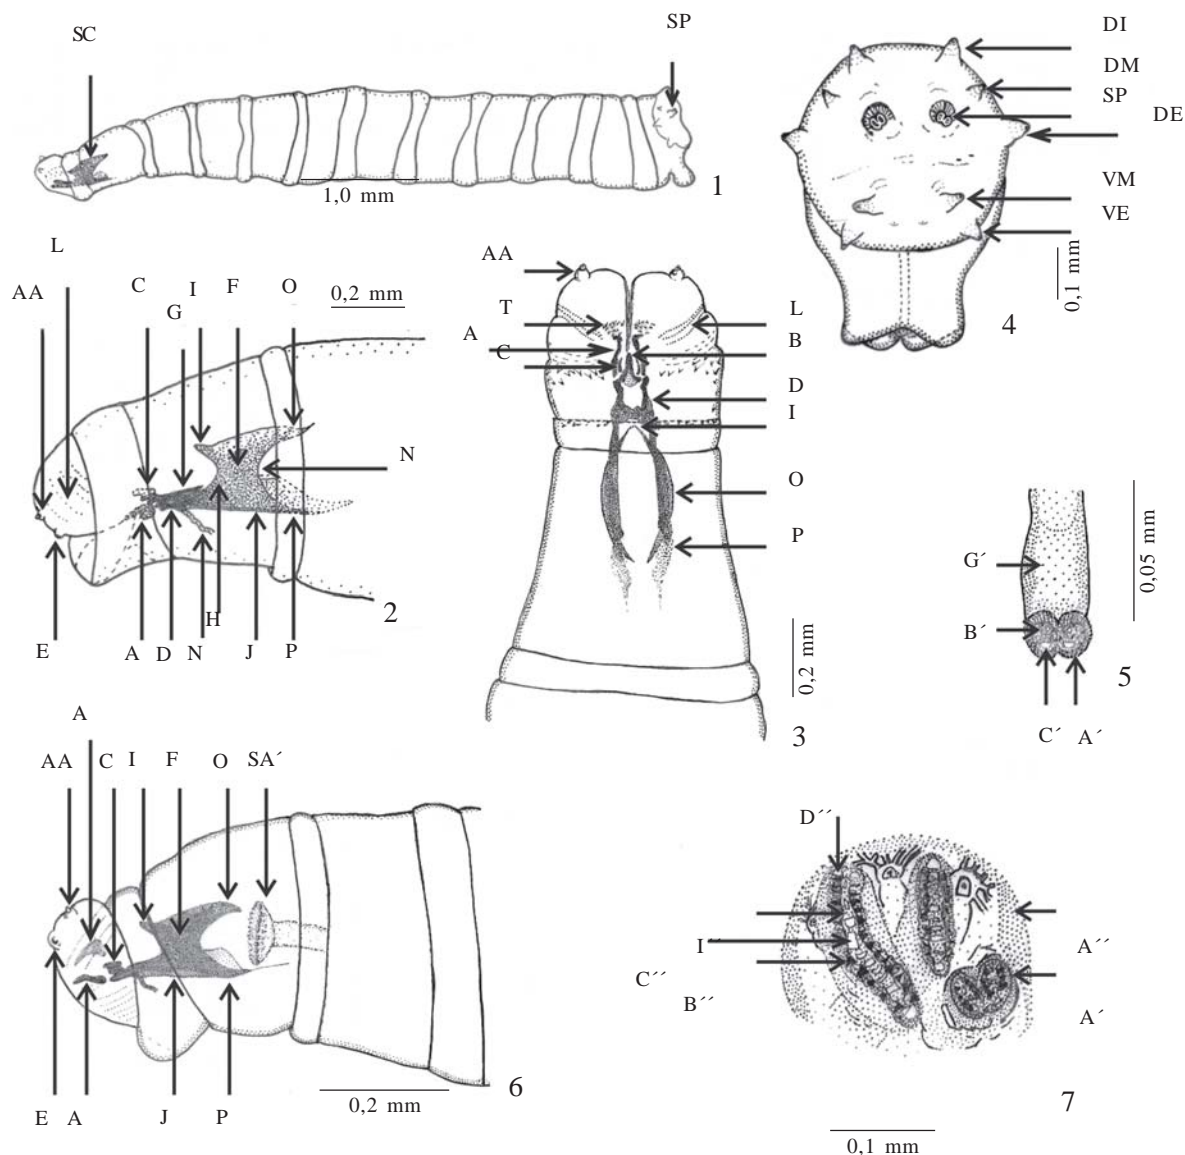 SC
SP
1,0 mm
1
DI
DM
SP
DE
VM
VE
0,1 mm
4
L
AA
C
G
I
F
O
0,2 mm
N
2
H
E
A
D
N
J
P
AA
T
A
C
L
B
D
I
O
P
0,2 mm
3
G´
B´
0,05 mm
5
C´
A´
A
AA
C
I
F
O
SA´
6
0,2 mm
E
A
J
P
D´´
I´´
C´´
B´´
A´´
A´
7
0,1 mm